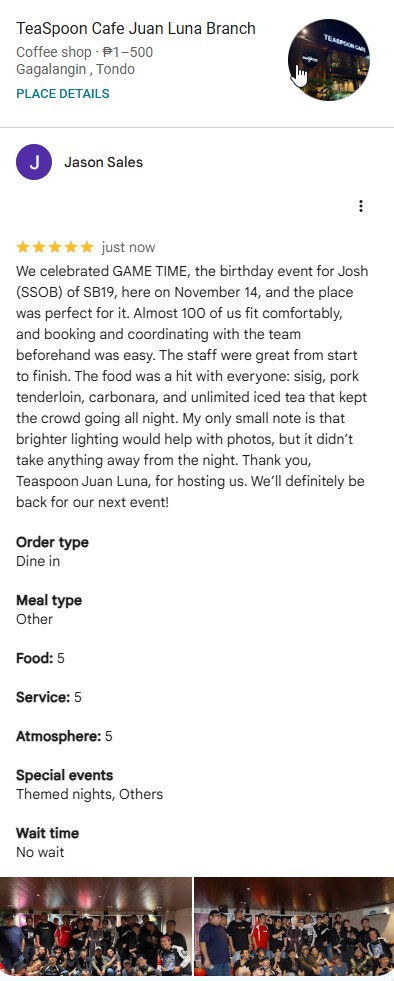 TeaSpoon Cafe Juan Luna Branch
Coffee shop · ₱1–500
Gagalangin , Tondo
PLACE DETAILS
TEASPOON CAFE
J
Jason Sales
just now
We celebrated GAME TIME, the birthday event for Josh
(SSOB) of SB19, here on November 14, and the place
was perfect for it. Almost 100 of us fit comfortably,
and booking and coordinating with the team
beforehand was easy. The staff were great from start
to finish. The food was a hit with everyone: sisig, pork
tenderloin, carbonara, and unlimited iced tea that kept
the crowd going all night. My only small note is that
brighter lighting would help with photos, but it didn’t
take anything away from the night. Thank you,
Teaspoon Juan Luna, for hosting us. We’ll definitely be
back for our next event!
Order type
Dine in
Meal type
Other
Food: 5
Service: 5
Atmosphere: 5
Special events
Themed nights, Others
Wait time
No wait